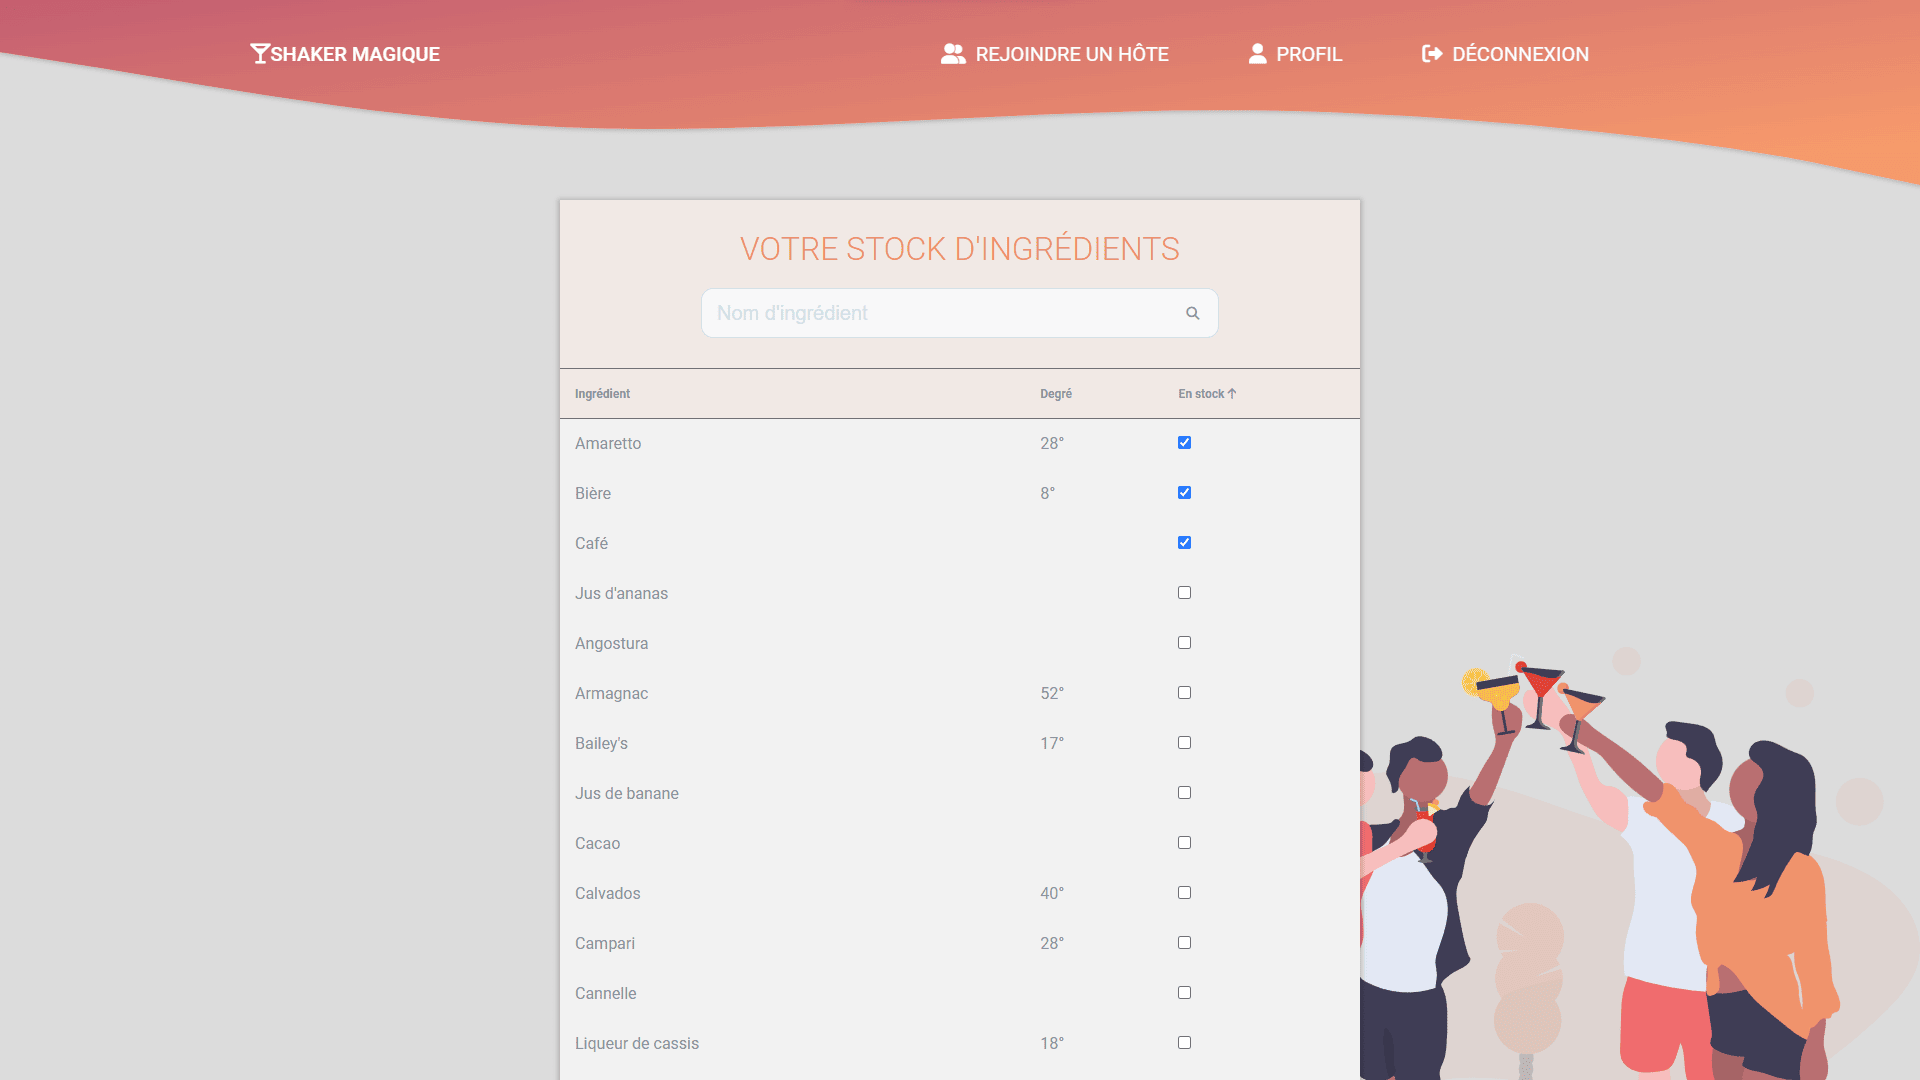 SHAKER MAGIQUE REJOINDRE UN HÔTE PROFIL DÉCONNEXION
VOTRE STOCK D'INGRÉDIENTS
Nom d'ingrédient
Ingrédient Degré En stock
Amaretto 28°
Bière 8°
Café
Jus d'ananas
Angostura
Armagnac 52°
Bailey's 17°
Jus de banane
Cacao
Calvados 40°
Campari 28°
Cannelle
Liqueur de cassis 18°